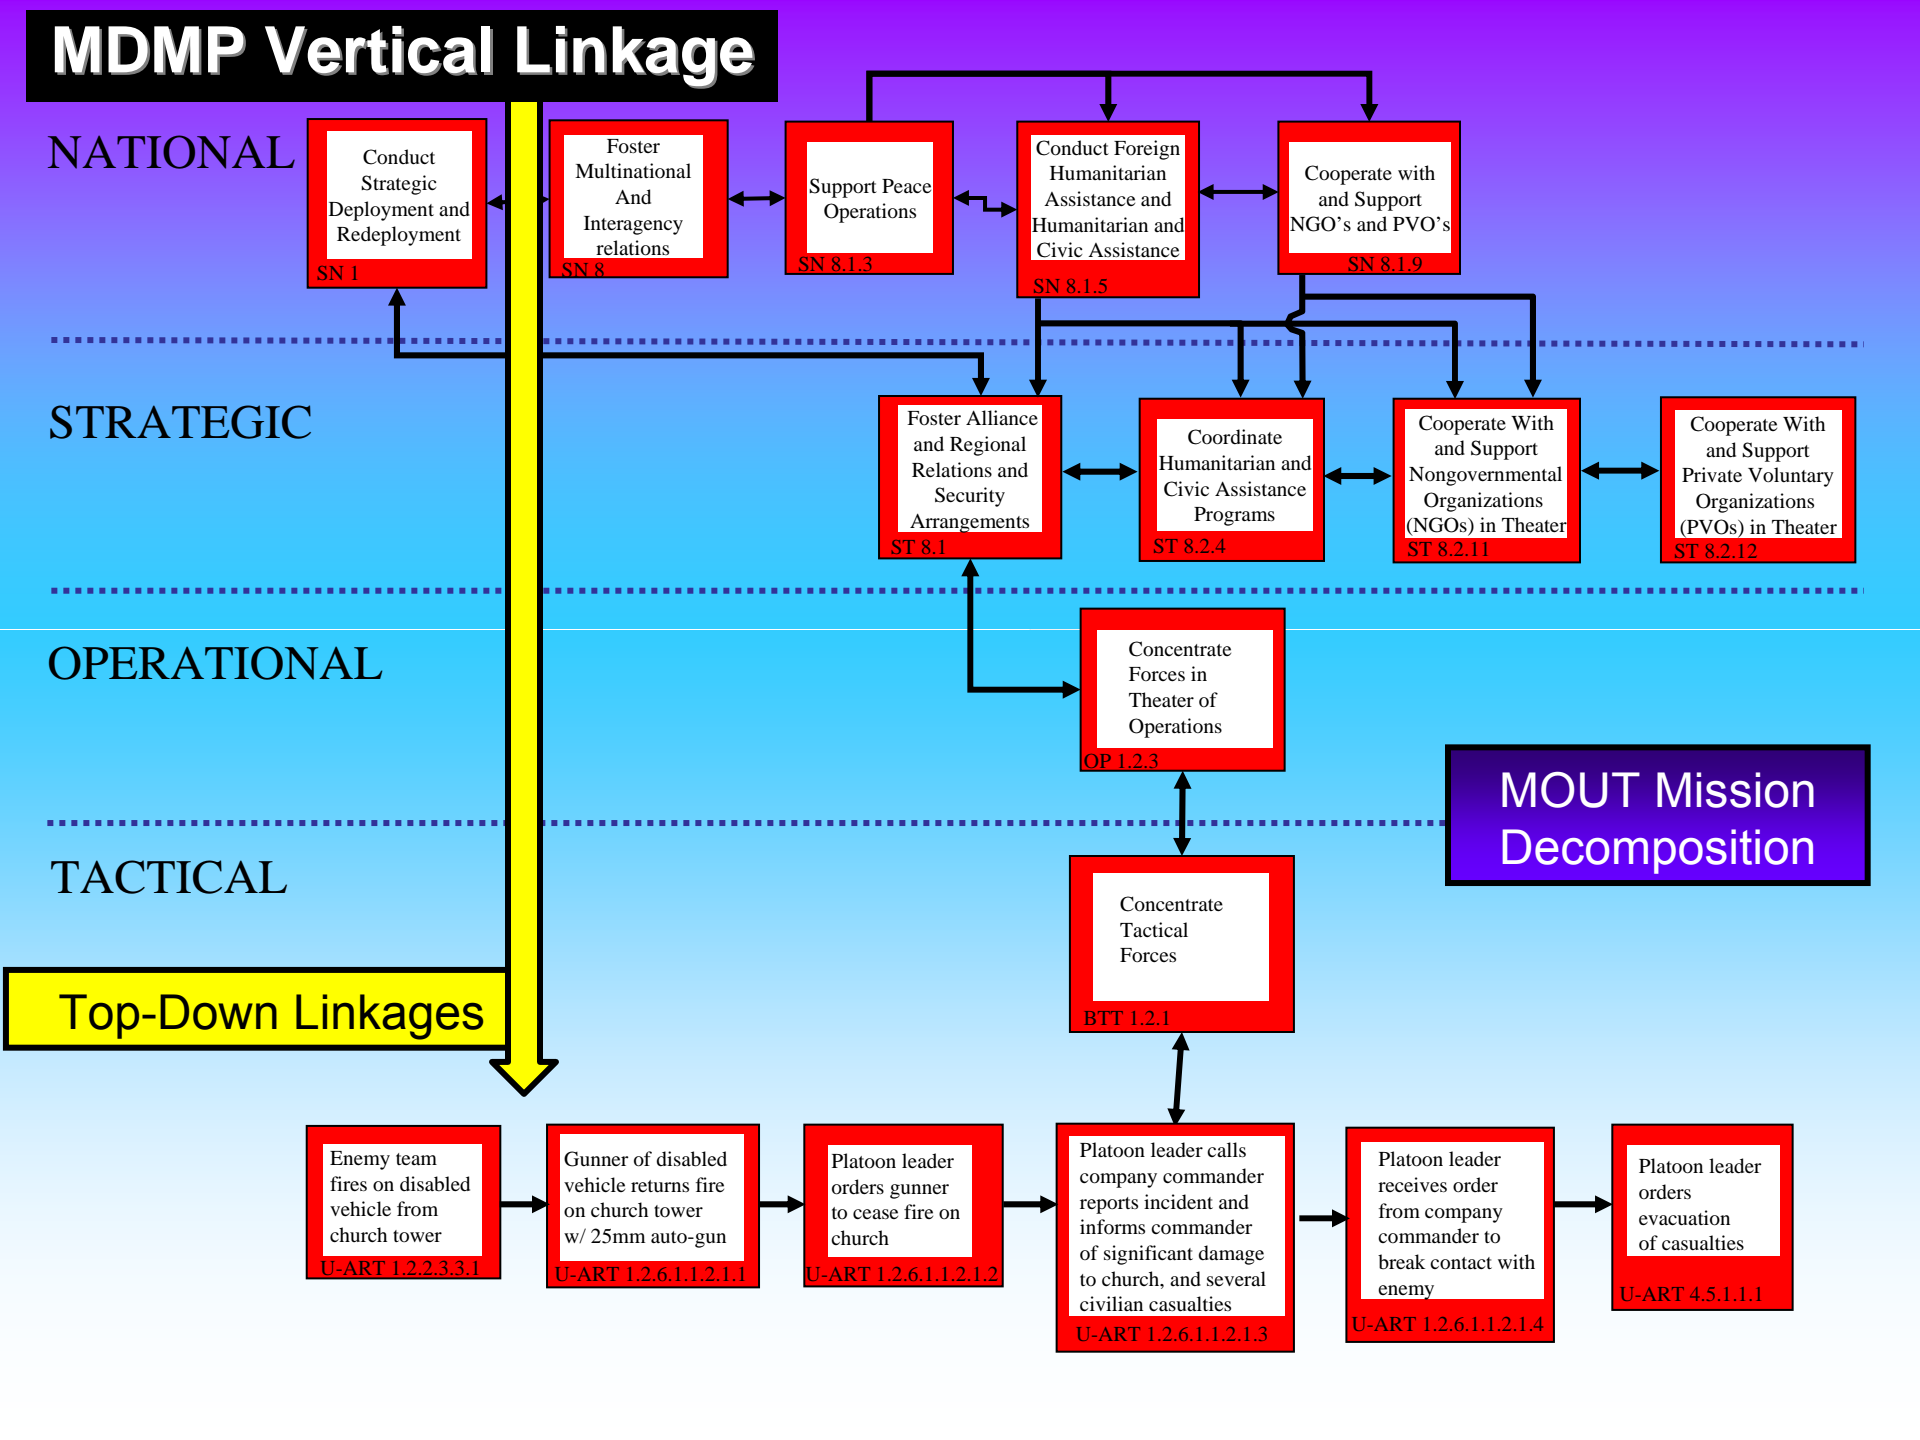 MDMP Vertical Linkage
NATIONAL
Conduct
Strategic
Deployment and
Redeployment
SN 1
Foster
Multinational
And
Interagency
relations
SN 8
Support Peace
Operations
SN 8.1.3
Conduct Foreign
Humanitarian
Assistance and
Humanitarian and
Civic Assistance
SN 8.1.5
Cooperate with
and Support
NGO's and PVO's
SN 8.1.9
STRATEGIC
Foster Alliance
and Regional
Relations and
Security
Arrangements
ST 8.1
Coordinate
Humanitarian and
Civic Assistance
Programs
ST 8.2.4
Cooperate With
and Support
Nongovernmental
Organizations
(NGOs) in Theater
ST 8.2.11
Cooperate With
and Support
Private Voluntary
Organizations
(PVOs) in Theater
ST 8.2.12
OPERATIONAL
Concentrate
Forces in
Theater of
Operations
OP 1.2.3
MOUT Mission
Decomposition
TACTICAL
Concentrate
Tactical
Forces
BTT 1.2.1
Top-Down Linkages
Enemy team
fires on disabled
vehicle from
church tower
U-ART 1.2.2.3.3.1
Gunner of disabled
vehicle returns fire
on church tower
w/ 25mm auto-gun
U-ART 1.2.6.1.1.2.1.1
Platoon leader
orders gunner
to cease fire on
church
U-ART 1.2.6.1.1.2.1.2
Platoon leader calls
company commander
reports incident and
informs commander
of significant damage
to church, and several
civilian casualties
U-ART 1.2.6.1.1.2.1.3
Platoon leader
receives order
from company
commander to
break contact with
enemy
U-ART 1.2.6.1.1.2.1.4
Platoon leader
orders
evacuation
of casualties
U-ART 4.5.1.1.1